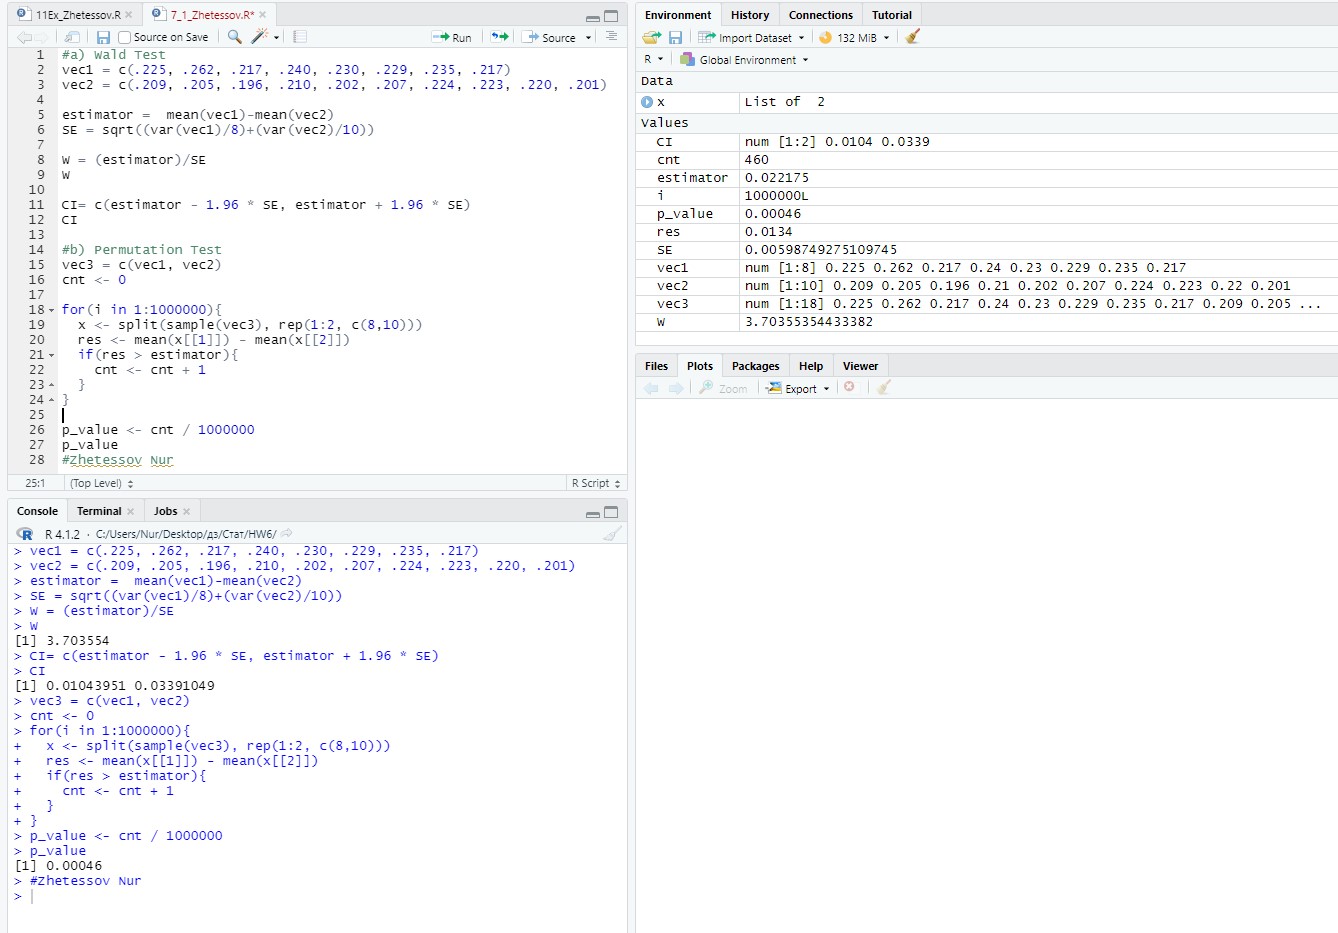 11Ex_Zhetessov.R
7_1_Zhetessov.R*
Source on Save
Run
Source
1 #a) Wald Test
2 vec1 = c(.225, .262, .217, .240, .230, .229, .235, .217)
3 vec2 = c(.209, .205, .196, .210, .202, .207, .224, .223, .220, .201)
4
5 estimator =  mean(vec1)-mean(vec2)
6 SE = sqrt((var(vec1)/8)+(var(vec2)/10))
7
8 W = (estimator)/SE
9 W
10
11 CI= c(estimator - 1.96 * SE, estimator + 1.96 * SE)
12 CI
13
14 #b) Permutation Test
15 vec3 = c(vec1, vec2)
16 cnt <- 0
17
18 for(i in 1:1000000){
19   x <- split(sample(vec3), rep(1:2, c(8,10)))
20   res <- mean(x[[1]]) - mean(x[[2]])
21   if(res > estimator){
22     cnt <- cnt + 1
23   }
24 }
25
26 p_value <- cnt / 1000000
27 p_value
28 #Zhetessov Nur
25:1 (Top Level) R Script
Console Terminal Jobs
R 4.1.2 · C:/Users/Nur/Desktop/дз/Стат/HW6/
> vec1 = c(.225, .262, .217, .240, .230, .229, .235, .217)
> vec2 = c(.209, .205, .196, .210, .202, .207, .224, .223, .220, .201)
> estimator =  mean(vec1)-mean(vec2)
> SE = sqrt((var(vec1)/8)+(var(vec2)/10))
> W = (estimator)/SE
> W
[1] 3.703554
> CI= c(estimator - 1.96 * SE, estimator + 1.96 * SE)
> CI
[1] 0.01043951 0.03391049
> vec3 = c(vec1, vec2)
> cnt <- 0
> for(i in 1:1000000){
+   x <- split(sample(vec3), rep(1:2, c(8,10)))
+   res <- mean(x[[1]]) - mean(x[[2]])
+   if(res > estimator){
+     cnt <- cnt + 1
+   }
+ }
> p_value <- cnt / 1000000
> p_value
[1] 0.00046
> #Zhetessov Nur
>
Environment History Connections Tutorial
Import Dataset 132 MiB
R Global Environment
Data
x List of  2
Values
CI num [1:2] 0.0104 0.0339
cnt 460
estimator 0.022175
i 1000000L
p_value 0.00046
res 0.0134
SE 0.00598749275109745
vec1 num [1:8] 0.225 0.262 0.217 0.24 0.23 0.229 0.235 0.217
vec2 num [1:10] 0.209 0.205 0.196 0.21 0.202 0.207 0.224 0.223 0.22 0.201
vec3 num [1:18] 0.225 0.262 0.217 0.24 0.23 0.229 0.235 0.217 0.209 0.205 ...
W 3.70355354433382
Files Plots Packages Help Viewer
Zoom Export